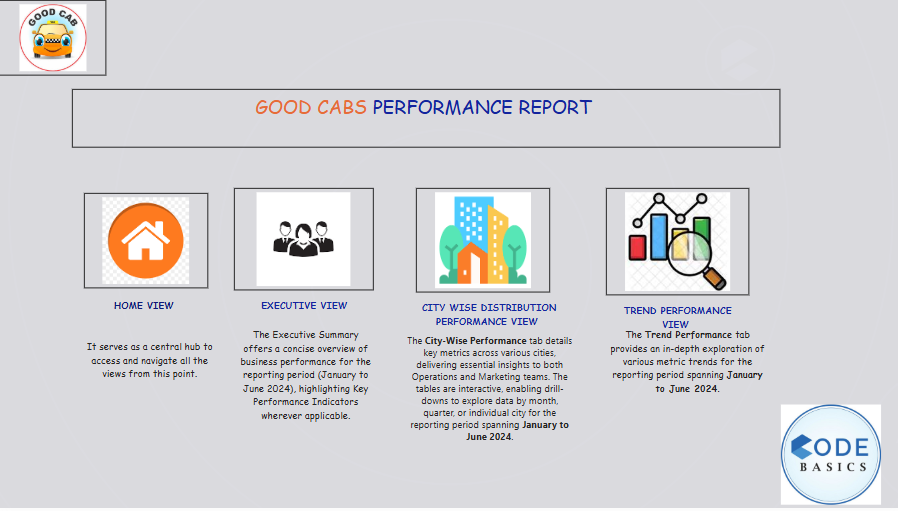 GOOD CAB
GOOD CABS PERFORMANCE REPORT
HOME VIEW
It serves as a central hub to
access and navigate all the
views from this point.
EXECUTIVE VIEW
The Executive Summary
offers a concise overview of
business performance for the
reporting period (January to
June 2024), highlighting Key
Performance Indicators
wherever applicable.
CITY WISE DISTRIBUTION
PERFORMANCE VIEW
The City-Wise Performance tab details
key metrics across various cities,
delivering essential insights to both
Operations and Marketing teams. The
tables are interactive, enabling drill-
downs to explore data by month,
quarter, or individual city for the
reporting period spanning January to
June 2024.
TREND PERFORMANCE
VIEW
The Trend Performance tab
provides an in-depth exploration of
various metric trends for the
reporting period spanning January
to June 2024.
CODE
BASICS